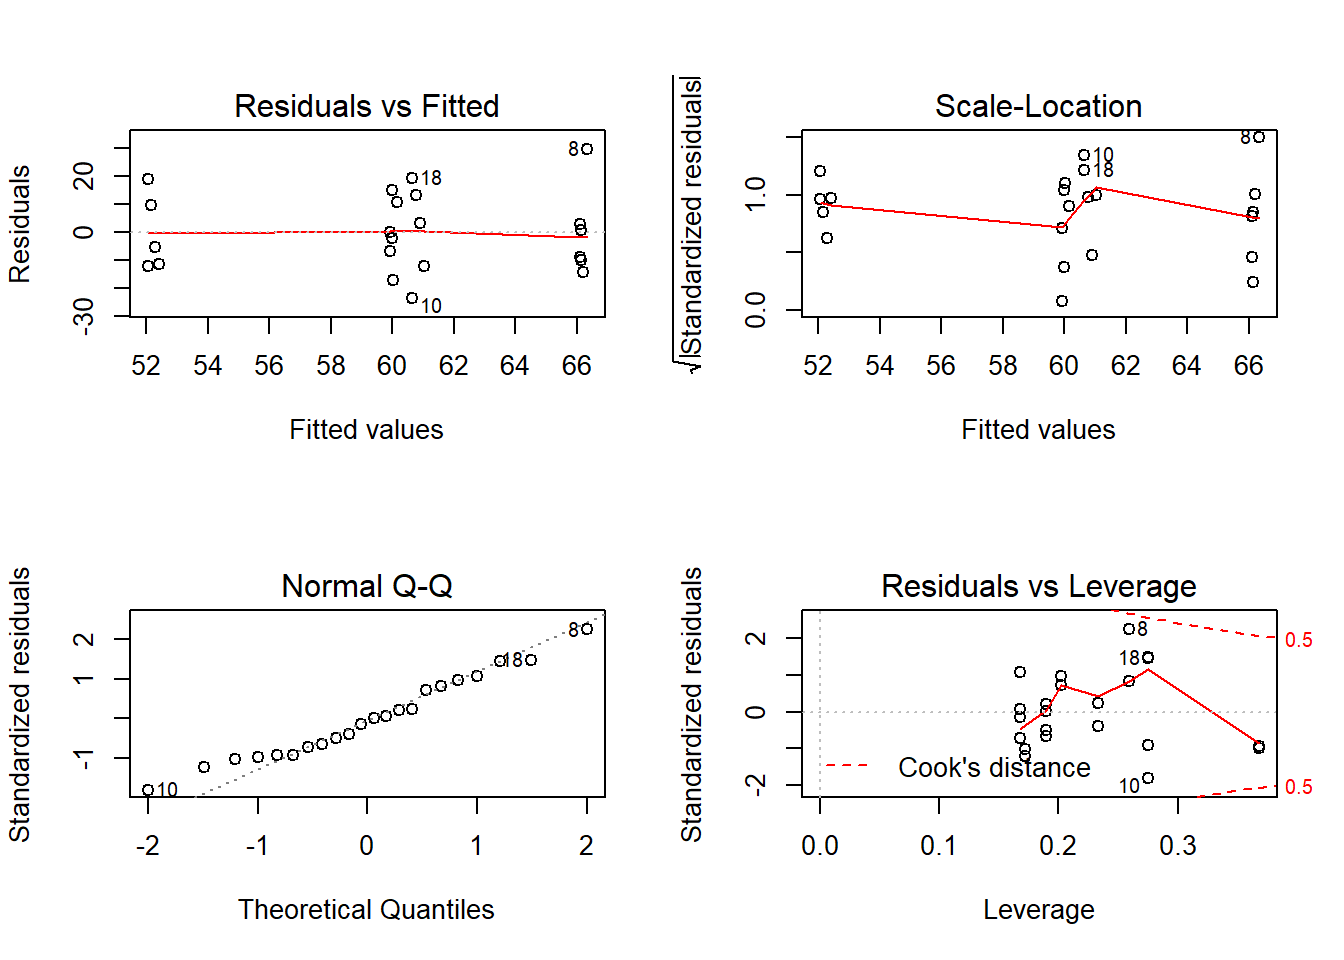 Residuals vs Fitted
Residuals
20
0
-30
8
18
10
52 54 56 58 60 62 64 66
Fitted values
Scale-Location
√|Standardized residuals|
1.0
0.0
8
10
18
52 54 56 58 60 62 64 66
Fitted values
Normal Q-Q
Standardized residuals
2
1
-1
8
18
10
-2 -1 0 1 2
Theoretical Quantiles
Residuals vs Leverage
Standardized residuals
2
0
-2
8
18
10
0.5
0.5
Cook's distance
0.0 0.1 0.2 0.3
Leverage